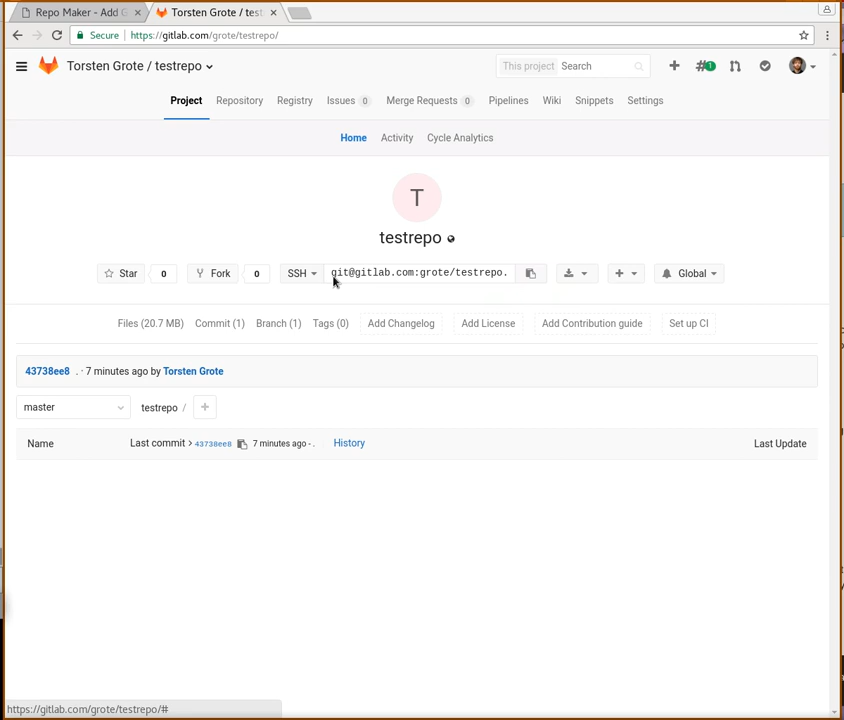 Repo Maker - Add G
Torsten Grote / test
Secure https://gitlab.com/grote/testrepo/
Torsten Grote / testrepo
This project Search
1
Project Repository Registry Issues 0 Merge Requests 0 Pipelines Wiki Snippets Settings
Home Activity Cycle Analytics
T
testrepo
Star 0 Fork 0 SSH git@gitlab.com:grote/testrepo. + Global
Files (20.7 MB) Commit (1) Branch (1) Tags (0) Add Changelog Add License Add Contribution guide Set up CI
43738ee8 . · 7 minutes ago by Torsten Grote
master testrepo / +
Name Last commit > 43738ee8 7 minutes ago - . History Last Update
https://gitlab.com/grote/testrepo/#